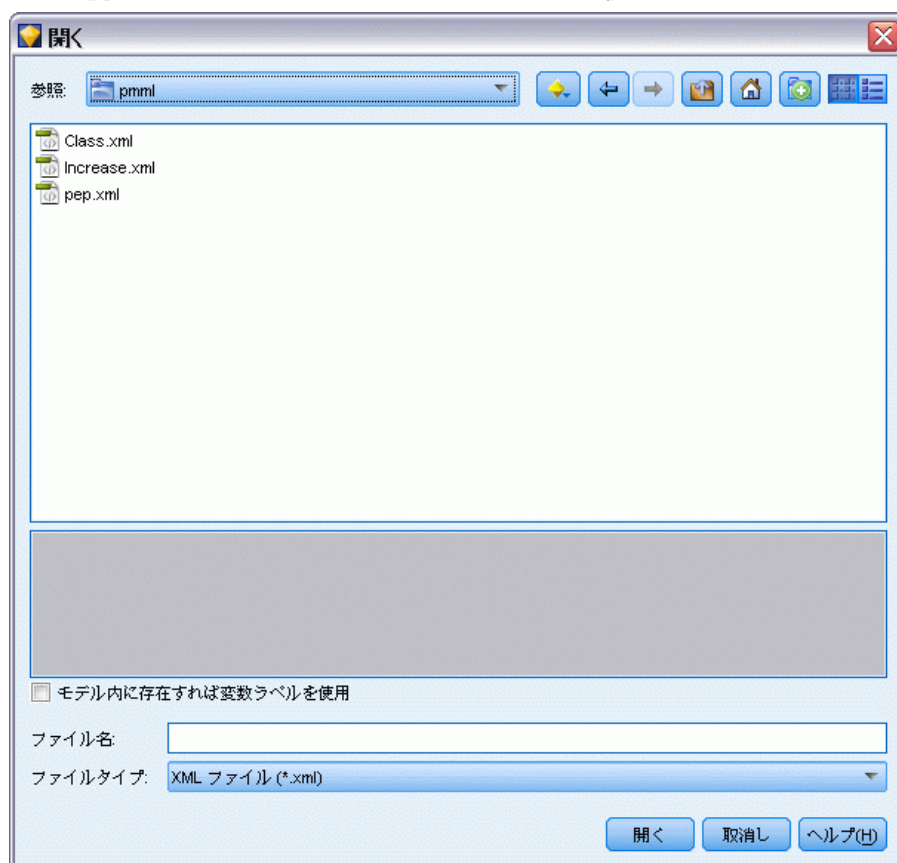 開く
参照: pmml
Class.xml
Increase.xml
pep.xml
モデル内に存在すれば変数ラベルを使用
ファイル名:
ファイルタイプ: XML ファイル (*.xml)
開く 取消し ヘルプ(H)